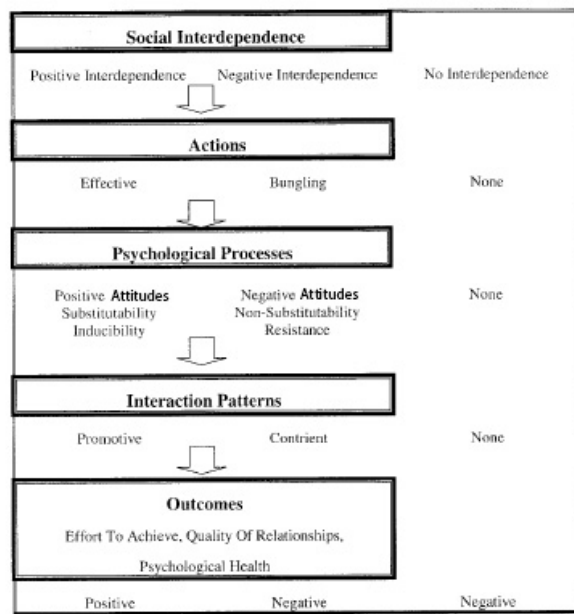 Social Interdependence
Positive Interdependence Negative Interdependence No Interdependence
Actions
Effective Bungling None
Psychological Processes
Positive Attitudes Negative Attitudes None
Substitutability Non-Substitutability
Inducibility Resistance
Interaction Patterns
Promotive Contrient None
Outcomes
Effort To Achieve, Quality Of Relationships,
Psychological Health
Positive Negative Negative